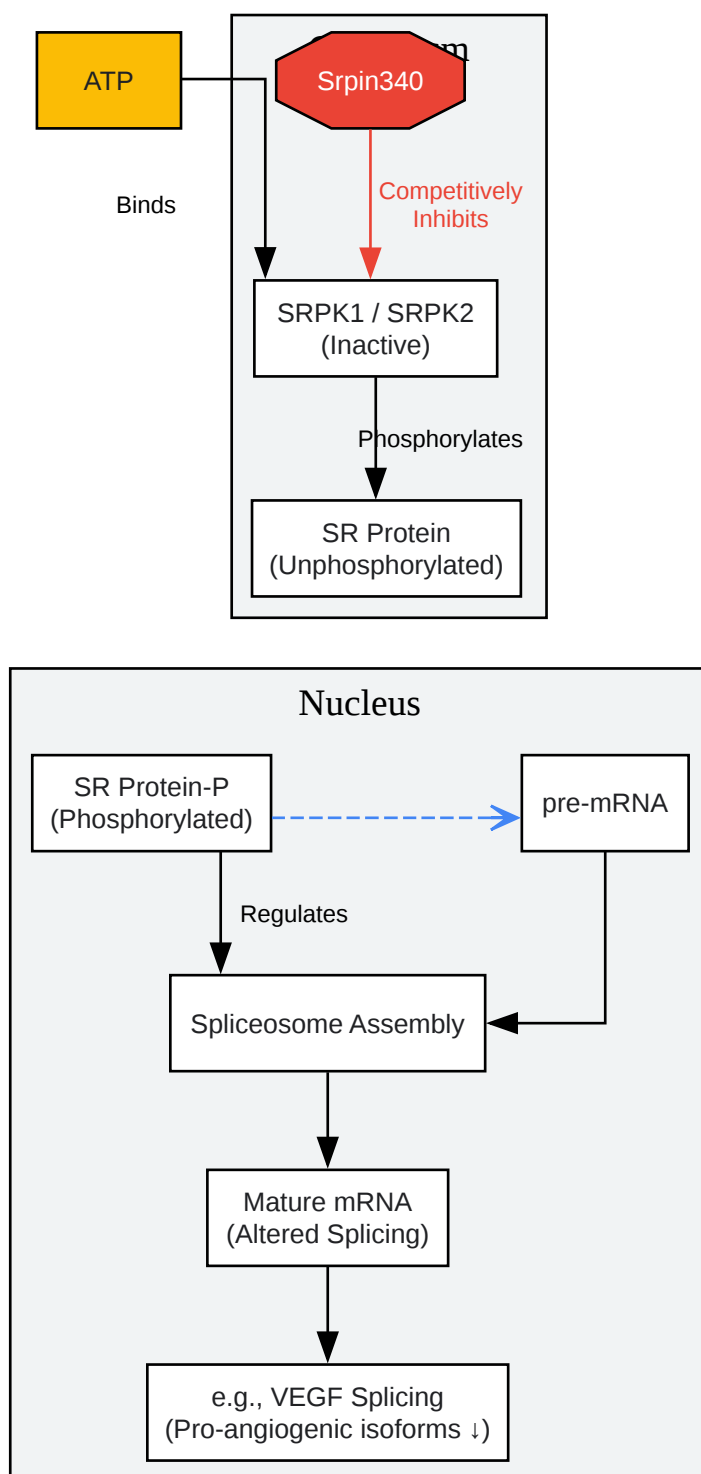 ATP
Srpin340
Binds
Competitively
Inhibits
SRPK1 / SRPK2
(Inactive)
Phosphorylates
SR Protein
(Unphosphorylated)
Nucleus
SR Protein-P
(Phosphorylated)
pre-mRNA
Regulates
Spliceosome Assembly
Mature mRNA
(Altered Splicing)
e.g., VEGF Splicing
(Pro-angiogenic isoforms ↓)